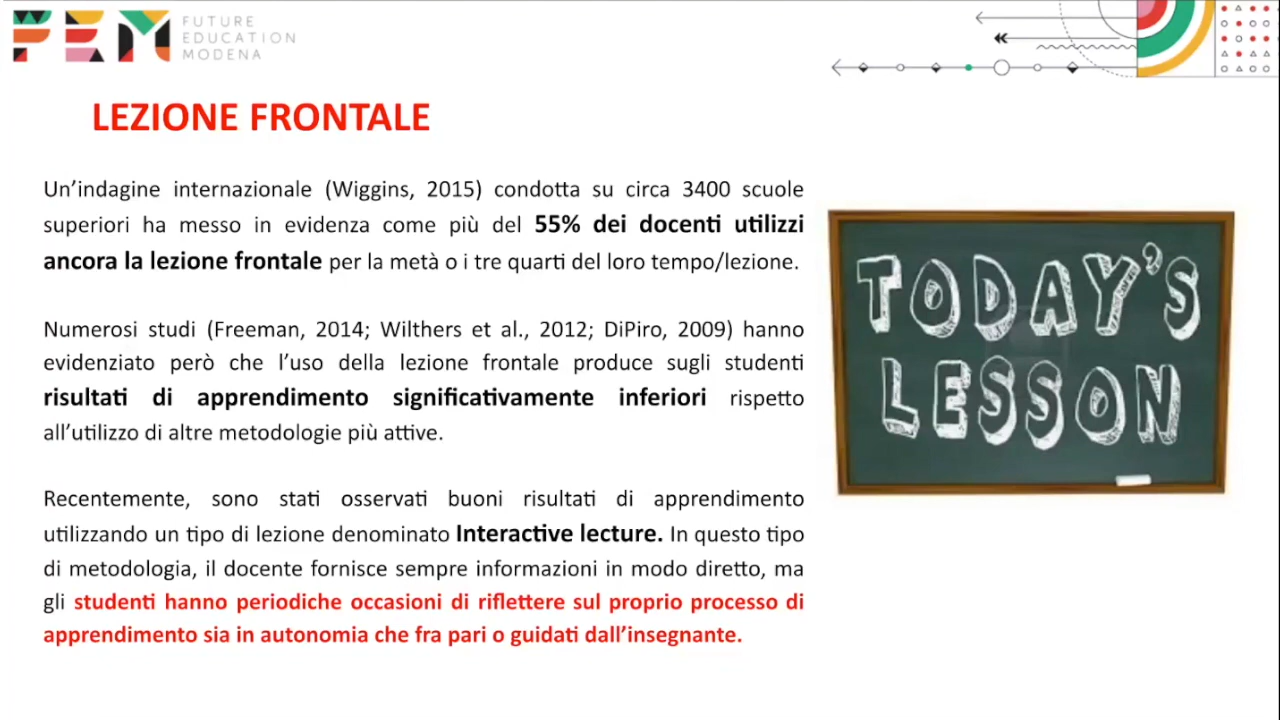 FUTURE
EDUCATION
MODENA
LEZIONE FRONTALE
Un'indagine internazionale (Wiggins, 2015) condotta su circa 3400 scuole
superiori ha messo in evidenza come più del 55% dei docenti utilizzi
ancora la lezione frontale per la metà o i tre quarti del loro tempo/lezione.
Numerosi studi (Freeman, 2014; Wilthers et al., 2012; DiPiro, 2009) hanno
evidenziato però che l'uso della lezione frontale produce sugli studenti
risultati di apprendimento significativamente inferiori rispetto
all'utilizzo di altre metodologie più attive.
Recentemente, sono stati osservati buoni risultati di apprendimento
utilizzando un tipo di lezione denominato Interactive lecture. In questo tipo
di metodologia, il docente fornisce sempre informazioni in modo diretto, ma
gli studenti hanno periodiche occasioni di riflettere sul proprio processo di
apprendimento sia in autonomia che fra pari o guidati dall'insegnante.
TODAY'S
LESSON
FEM